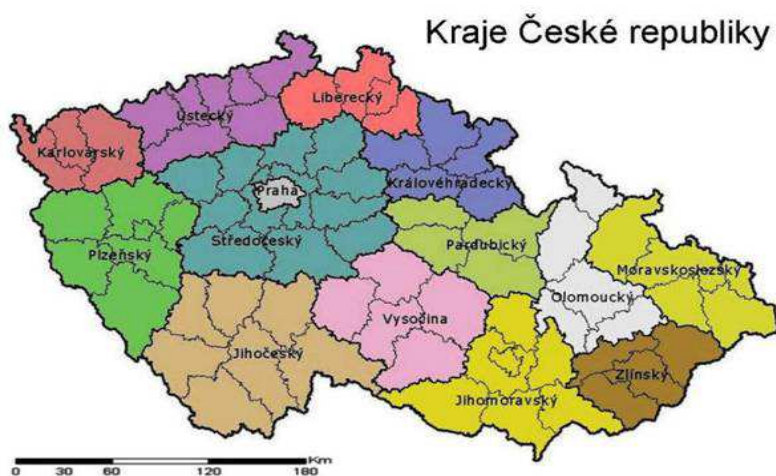 Kraje České republiky
Liberecký
Ústecký
Karlovarský
Praha
Královéhradecký
Středočeský
Pardubický
Plzeňský
Moravskoslezský
Olomoucký
Vysočina
Jihočeský
Zlínský
Jihomoravský
Km
0 30 60 120 180